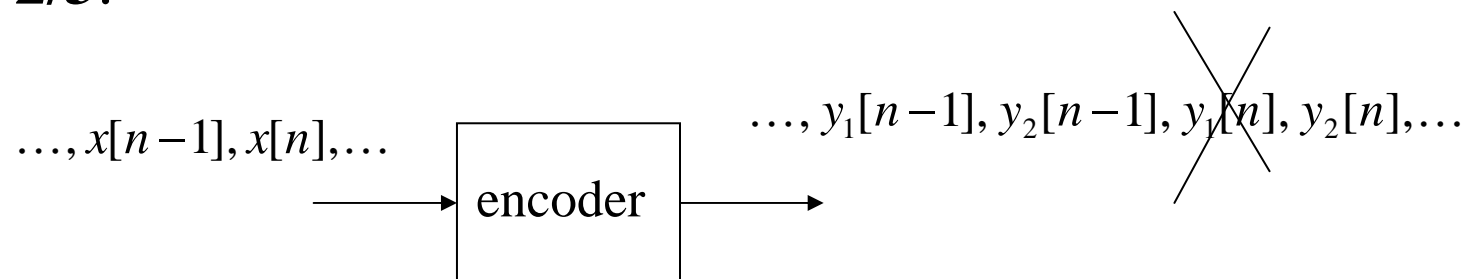 2/3:
…, y₁[n−1], y₂[n−1], y₁[n], y₂[n],…
…, x[n−1], x[n],…
encoder